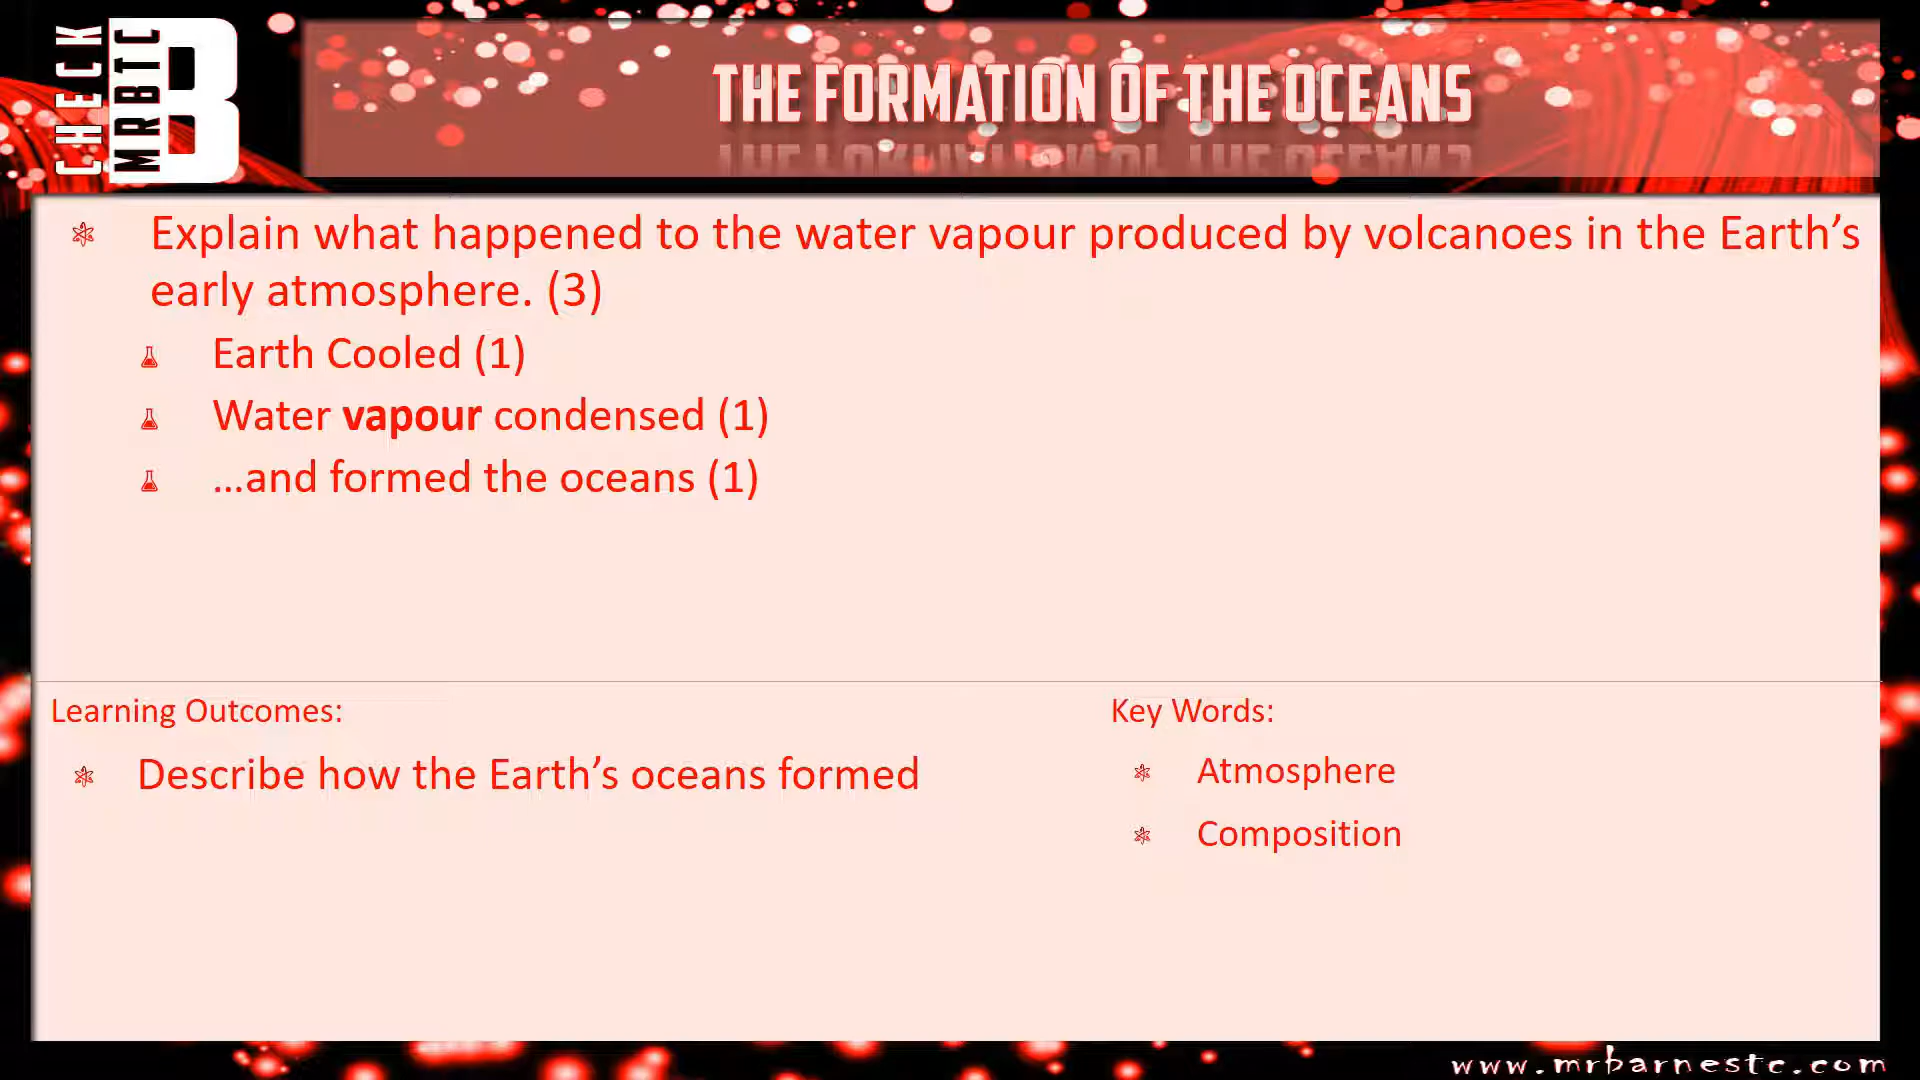 CHECK
MRBTC
B
THE FORMATION OF THE OCEANS
Explain what happened to the water vapour produced by volcanoes in the Earth’s
early atmosphere. (3)
Earth Cooled (1)
Water vapour condensed (1)
...and formed the oceans (1)
Learning Outcomes:
Describe how the Earth’s oceans formed
Key Words:
Atmosphere
Composition
www.mrbarnestc.com